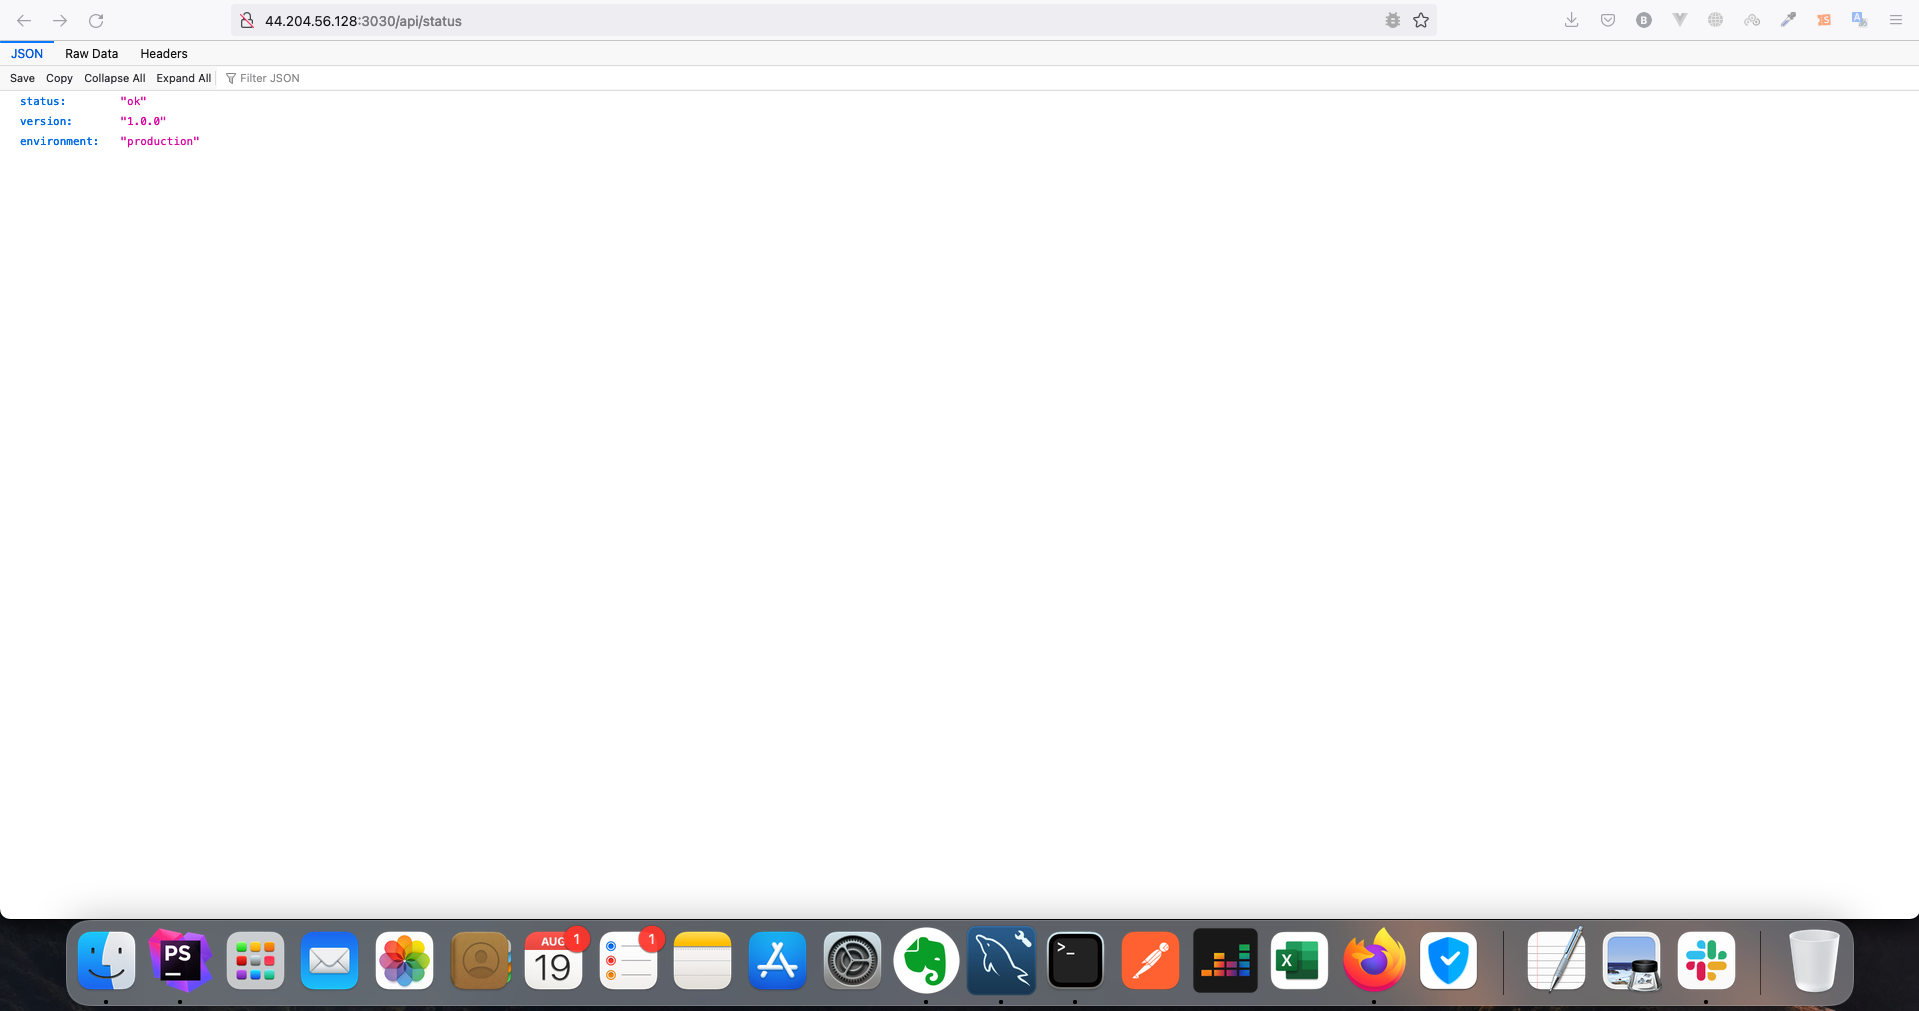 44.204.56.128:3030/api/status
B
S
A
JSON Raw Data Headers
Save Copy Collapse All Expand All Filter JSON
status: "ok"
version: "1.0.0"
environment: "production"
PS
AUG 1
19
1
>_
X